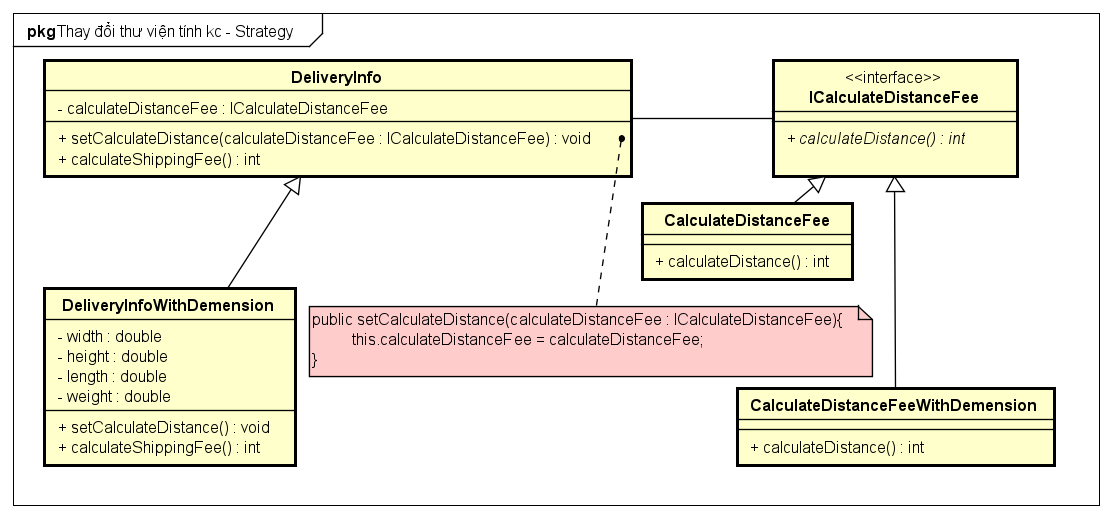 pkgThay đổi thư viện tính kc - Strategy
DeliveryInfo
- calculateDistanceFee : ICalculateDistanceFee
+ setCalculateDistance(calculateDistanceFee : ICalculateDistanceFee) : void
+ calculateShippingFee() : int
<<interface>>
ICalculateDistanceFee
+ calculateDistance() : int
CalculateDistanceFee
+ calculateDistance() : int
DeliveryInfoWithDemension
- width : double
- height : double
- length : double
- weight : double
+ setCalculateDistance() : void
+ calculateShippingFee() : int
public setCalculateDistance(calculateDistanceFee : ICalculateDistanceFee){
this.calculateDistanceFee = calculateDistanceFee;
}
CalculateDistanceFeeWithDemension
+ calculateDistance() : int